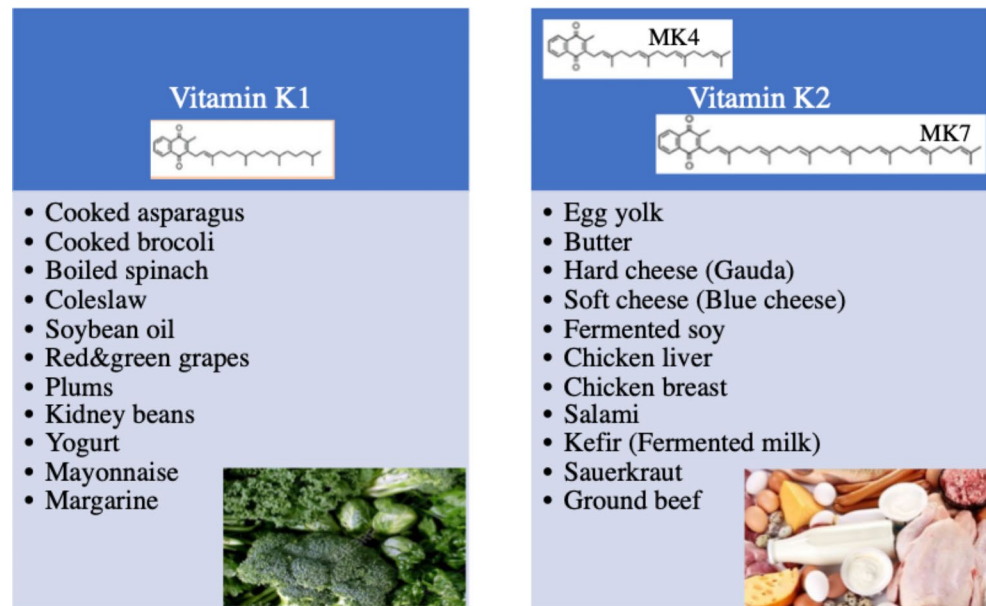 Vitamin K1
• Cooked asparagus
• Cooked brocoli
• Boiled spinach
• Coleslaw
• Soybean oil
• Red&green grapes
• Plums
• Kidney beans
• Yogurt
• Mayonnaise
• Margarine
MK4
Vitamin K2
MK7
• Egg yolk
• Butter
• Hard cheese (Gauda)
• Soft cheese (Blue cheese)
• Fermented soy
• Chicken liver
• Chicken breast
• Salami
• Kefir (Fermented milk)
• Sauerkraut
• Ground beef